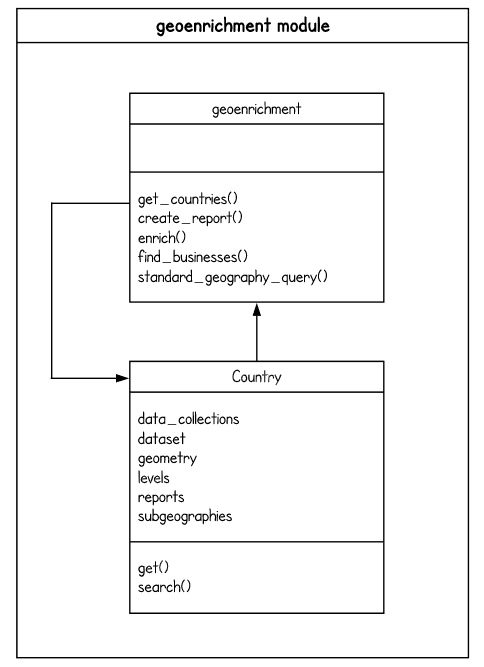 geoenrichment module
geoenrichment
get_countries()
create_report()
enrich()
find_businesses()
standard_geography_query()
Country
data_collections
dataset
geometry
levels
reports
subgeographies
get()
search()